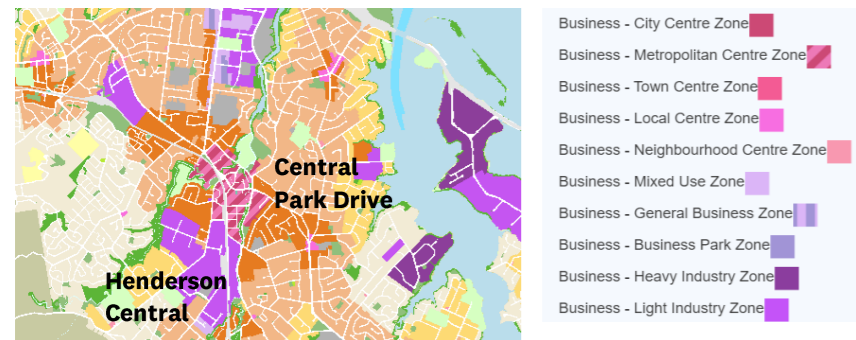 Central
Park Drive
Henderson
Central
Business - City Centre Zone
Business - Metropolitan Centre Zone
Business - Town Centre Zone
Business - Local Centre Zone
Business - Neighbourhood Centre Zone
Business - Mixed Use Zone
Business - General Business Zone
Business - Business Park Zone
Business - Heavy Industry Zone
Business - Light Industry Zone